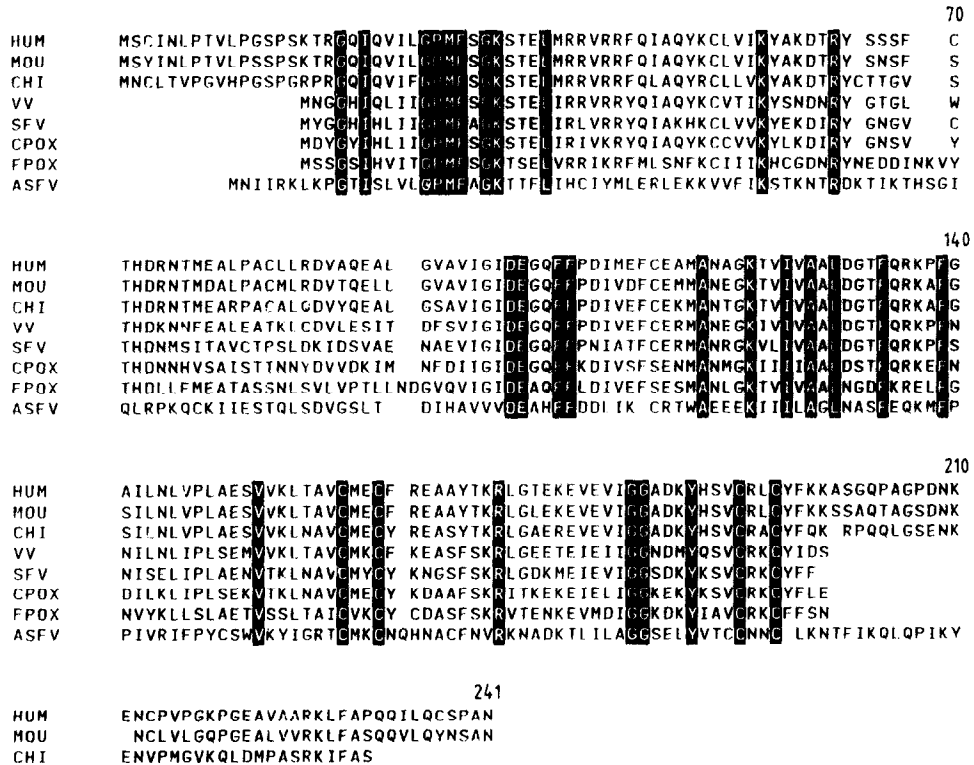 70
HUM MSCINLPTVLPGSPSKTRGQIQVILGPMFSGKSTELMRRVRRFQIAQYKCLVIKYAKDTRY SSSF C
MOU MSYINLPTVLPSSPSKTRGQIQVILGPMFSGKSTELMRRVRRFQIAQYKCLVIKYAKDTRY SNSF S
CHI MNCLTVPGVHPGSPGRPRGQIQVIFGPMFSGKSTELMRRVRRFQLAQYRCLLVKYAKDTRYCTTGV S
VV MNGGHIQLIIGPMFSGKSTELIRRVRRYQIAQYKCVTIKYSNDNRY GTGL W
SFV MYGGHIHLIIGPMFAGKSTELIRLVRRYQIAKHKCLVVKYEKDIRY GNGV C
CPOX MDYGYIHLIIGPMFSGKSTELIRIVKRYQIAQYKCCVVKYLKDIRY GNSV Y
FPOX MSSGSIHVITGPMFSGKTSELVRRIKRFMLSNFKCIIIKHCGDNRYNEDDINKVY
ASFV MNIIRKLKPGTISLVLGPMFAGKTTFLIHCIYMLERLEKKVVFIKSTKNTRDKTIKTHSGI
140
HUM THDRNTMEALPACLLRDVAQEAL GVAVIGIDEGQFFPDIMEFCEAMANAGKTVIVAALDGTFQRKPFG
MOU THDRNTMDALPACMLRDVTQELL GVAVIGIDEGQFFPDIVDFCEMMANEGKTVIVAALDGTFQRKAFG
CHI THDRNTMEARPACALGDVYQEAL GSAVIGIDEGQFFPDIVEFCEKMANTGKTVIVAALDGTFQRKAFG
VV THDKNNFEALEATKLCDVLESIT DFSVIGIDEGQFFPDIVEFCERMANEGKIVIVAALDGTFQRKPFN
SFV THDNMSITAVCTPSLDKIDSVAE NAEVIGIDEGQFFPNIATFCERMANRGKVLIVAALDGTFQRKPFS
CPOX THDNNHVSAISTTNNYDVVDKIM NFDIIGIDEGQFFKDIVSFSENMANMGKIIIIAALDSTFQRKEFN
FPOX THDLLFMEATASSNLSVLVPTLLNDGVQVIGIDEAQFFLDIVEFSESMANLGKTVIVAALNGDFKRELFG
ASFV QLRPKQCKIIESTQLSDVGSLT DIHAVVVDEAHFFDDLIK CRTWAEEEKIIILAGLNASFEQKMFP
210
HUM AILNLVPLAESVVKLTAVCMECF REAAYTKRLGTEKEVEVIGGADKYHSVCRLCYFKKASGQPAGPDNK
MOU SILNLVPLAESVVKLTAVCMECF REAAYTKRLGLEKEVEVIGGADKYHSVCRLCYFKKSSAQTAGSDNK
CHI SILNLVPLAESVVKLNAVCMECY REASYTKRLGAEREVEVIGGADKYHSVCRACYFQK RPQQLGSENK
VV NILNLIPLSEMVVKLTAVCMKCF KEASFSKRLGEETEIEIIGGNDMYQSVCRKCYIDS
SFV NISELIPLAENVTKLNAVCMYCY KNGSFSKRLGDKMEIEVIGGSDKYKSVCRKCYFF
CPOX DILKLIPLSEKVTKLNAVCMECY KDAAFSKRITKEKEIELIGGKEKYKSVCRKCYFLE
FPOX NVYKLLSLAETVSSLTAICVKCY CDASFSKRVTENKEVMDIGGKDKYIAVCRKCFFSN
ASFV PIVRIFPYCSWVKYIGRTCMKCNQHNACFNVRKNADKTLILAGGSELYVTCCNNC LKNTFIKQLQPIKY
241
HUM ENCPVPGKPGEAVAARKLFAPQQILQCSPAN
MOU NCLVLGQPGEALVVRKLFASQQVLQYNSAN
CHI ENVPMGVKQLDMPASRKIFAS